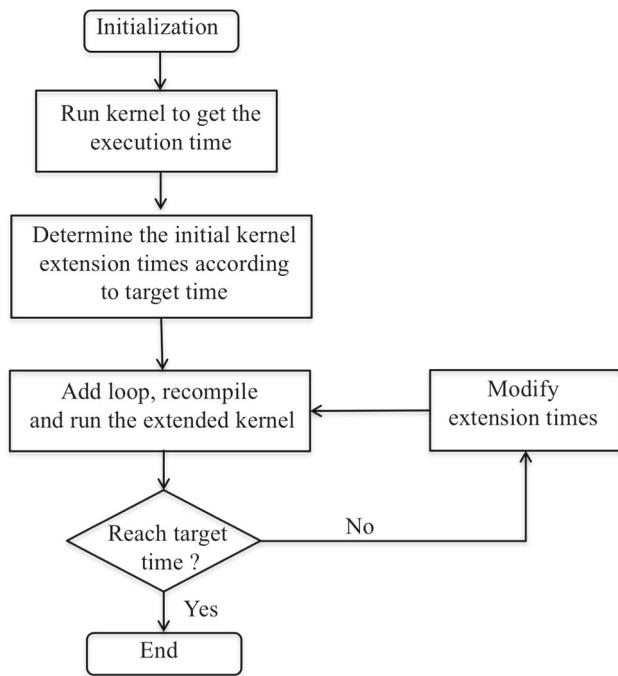 Initialization
Run kernel to get the
execution time
Determine the initial kernel
extension times according
to target time
Add loop, recompile
and run the extended kernel
Modify
extension times
Reach target
time ?
No
Yes
End